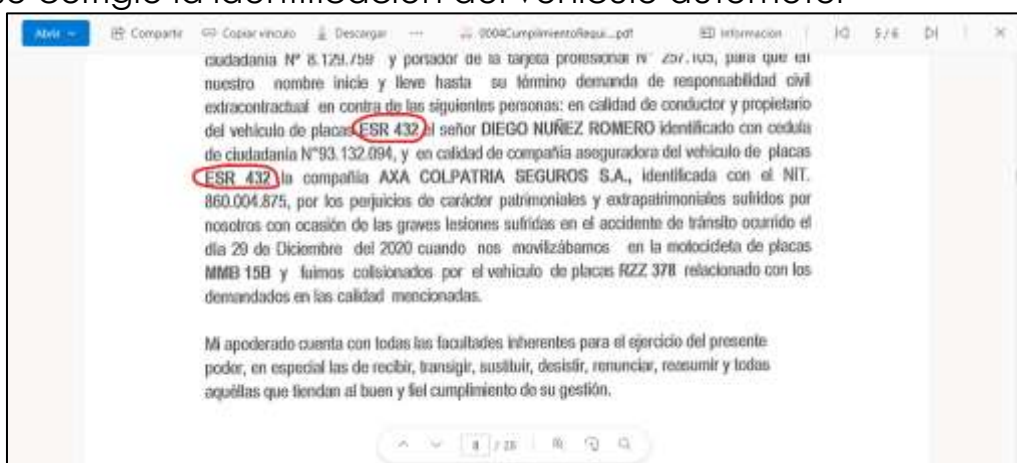 se corrigió la identificación del vehículo automotor
Abrir Compartir Copiar vínculo Descargar ··· 0004CumplimientoRequi...pdf Información 5 / 6
ciudadanía Nº 8.129.759 y portador de la tarjeta profesional Nº 257.105, para que en
nuestro nombre inicie y lleve hasta su término demanda de responsabilidad civil
extracontractual en contra de las siguientes personas: en calidad de conductor y propietario
del vehículo de placas ESR 432 el señor DIEGO NUÑEZ ROMERO identificado con cedula
de ciudadanía N°93.132.094, y en calidad de compañía aseguradora del vehículo de placas
ESR 432 la compañía AXA COLPATRIA SEGUROS S.A., identificada con el NIT.
860.004.875, por los perjuicios de carácter patrimoniales y extrapatrimoniales sufridos por
nosotros con ocasión de las graves lesiones sufridas en el accidente de tránsito ocurrido el
día 29 de Diciembre del 2020 cuando nos movilizábamos en la motocicleta de placas
MMB 15B y fuimos colisionados por el vehículo de placas RZZ 378 relacionado con los
demandados en las calidad mencionadas.
Mi apoderado cuenta con todas las facultades inherentes para el ejercicio del presente
poder, en especial las de recibir, transigir, sustituir, desistir, renunciar, reasumir y todas
aquéllas que tiendan al buen y fiel cumplimiento de su gestión.